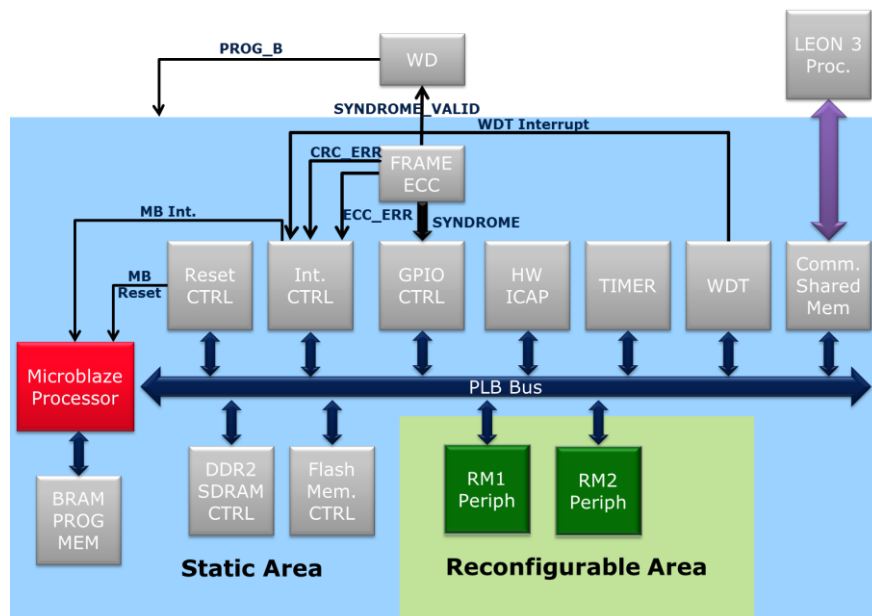 PROG_B
WD
LEON 3
Proc.
SYNDROME_VALID
WDT Interrupt
CRC_ERR
FRAME
ECC
MB Int.
ECC_ERR
SYNDROME
MB
Reset
Reset
CTRL
Int.
CTRL
GPIO
CTRL
HW
ICAP
TIMER
WDT
Comm.
Shared
Mem
Microblaze
Processor
PLB Bus
BRAM
PROG
MEM
DDR2
SDRAM
CTRL
Flash
Mem.
CTRL
RM1
Periph
RM2
Periph
Static Area
Reconfigurable Area